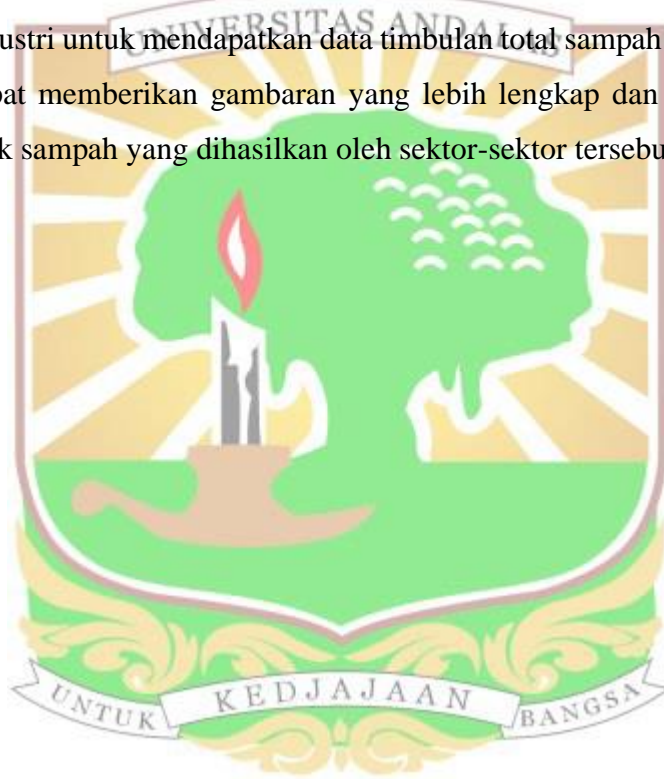 UNIVERSITAS ANDALAS
ustri untuk mendapatkan data timbulan total sampah
at memberikan gambaran yang lebih lengkap dan
k sampah yang dihasilkan oleh sektor-sektor tersebu
UNTUK KEDJAJAAN BANGSA